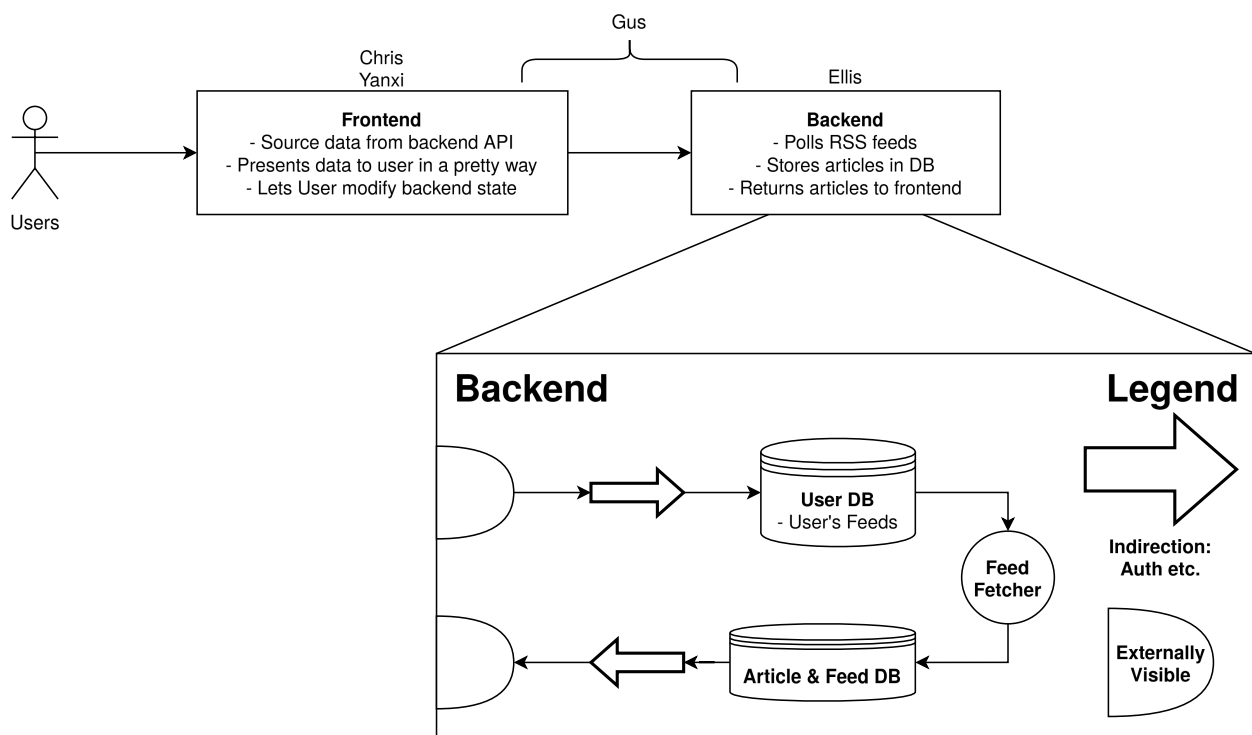 Gus
Chris
Yanxi
Ellis
Users
Frontend
- Source data from backend API
- Presents data to user in a pretty way
- Lets User modify backend state
Backend
- Polls RSS feeds
- Stores articles in DB
- Returns articles to frontend
Backend
Legend
User DB
- User's Feeds
Feed
Fetcher
Article & Feed DB
Indirection:
Auth etc.
Externally
Visible